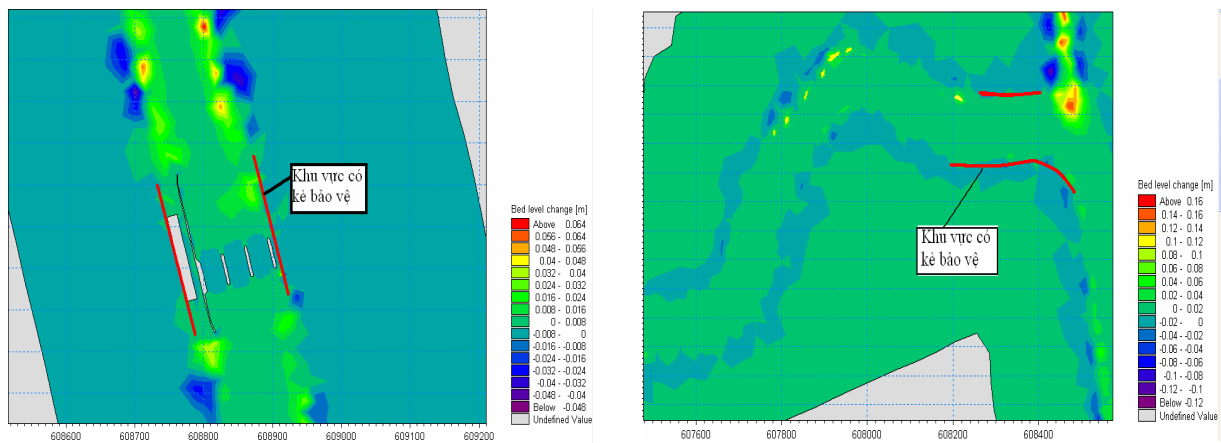 Khu vực có
kè bảo vệ
Bed level change [m]
Above 0.064
0.056 - 0.064
0.048 - 0.056
0.04 - 0.048
0.032 - 0.04
0.024 - 0.032
0.016 - 0.024
0.008 - 0.016
0 - 0.008
-0.008 - 0
-0.016 - -0.008
-0.024 - -0.016
-0.032 - -0.024
-0.04 - -0.032
-0.048 - -0.04
Below -0.048
Undefined Value
608600 608700 608800 608900 609000 609100 609200
Khu vực có
kè bảo vệ
Bed level change [m]
Above 0.16
0.14 - 0.16
0.12 - 0.14
0.1 - 0.12
0.08 - 0.1
0.06 - 0.08
0.04 - 0.06
0.02 - 0.04
0 - 0.02
-0.02 - 0
-0.04 - -0.02
-0.06 - -0.04
-0.08 - -0.06
-0.1 - -0.08
-0.12 - -0.1
Below -0.12
Undefined Value
607600 607800 608000 608200 608400